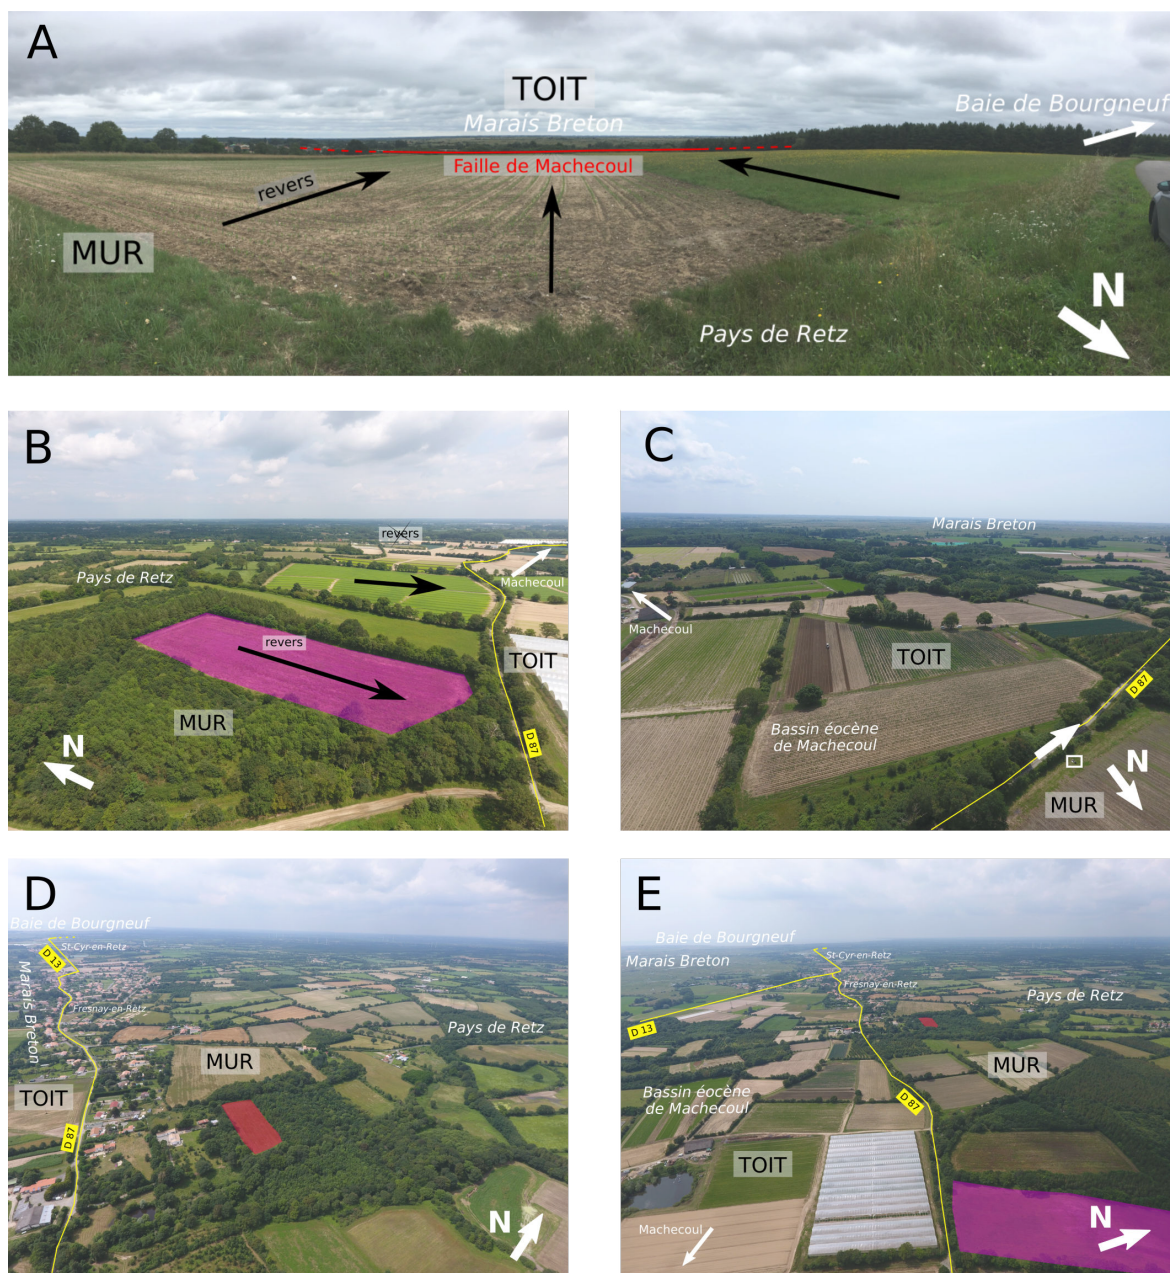 A
TOIT
Marais Breton
Baie de Bourgneuf
Faille de Machecoul
revers
MUR
N
Pays de Retz
B
revers
Pays de Retz
Machecoul
revers
TOIT
MUR
N
D 87
C
Marais Breton
Machecoul
TOIT
D 87
Bassin éocène
de Machecoul
N
MUR
D
Baie de Bourgneuf
St-Cyr-en-Retz
D 13
Marais Breton
Fresnay-en-Retz
Pays de Retz
MUR
TOIT
D 87
N
E
Baie de Bourgneuf
St-Cyr-en-Retz
Marais Breton
Fresnay-en-Retz
Pays de Retz
D 13
MUR
Bassin éocène
de Machecoul
D 87
TOIT
Machecoul
N